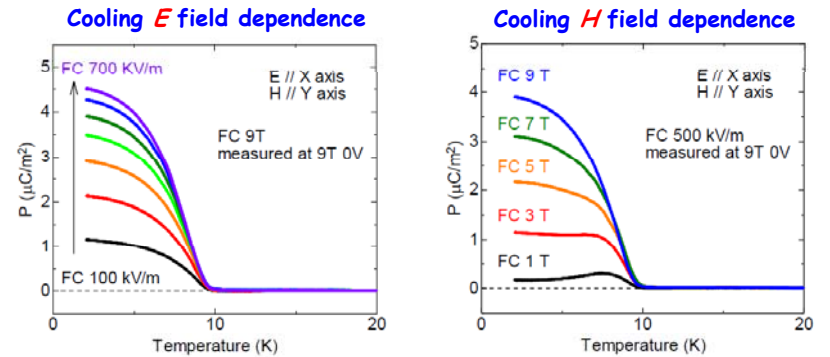 Cooling E field dependence
5
4
3
2
1
0
P (μC/m²)
FC 700 KV/m
E // X axis
H // Y axis
FC 9T
measured at 9T 0V
FC 100 kV/m
0
10
20
Temperature (K)
Cooling H field dependence
5
4
3
2
1
0
P (μC/m²)
FC 9 T
FC 7 T
FC 5 T
FC 3 T
FC 1 T
E // X axis
H // Y axis
FC 500 kV/m
measured at 9T 0V
0
10
20
Temperature (K)